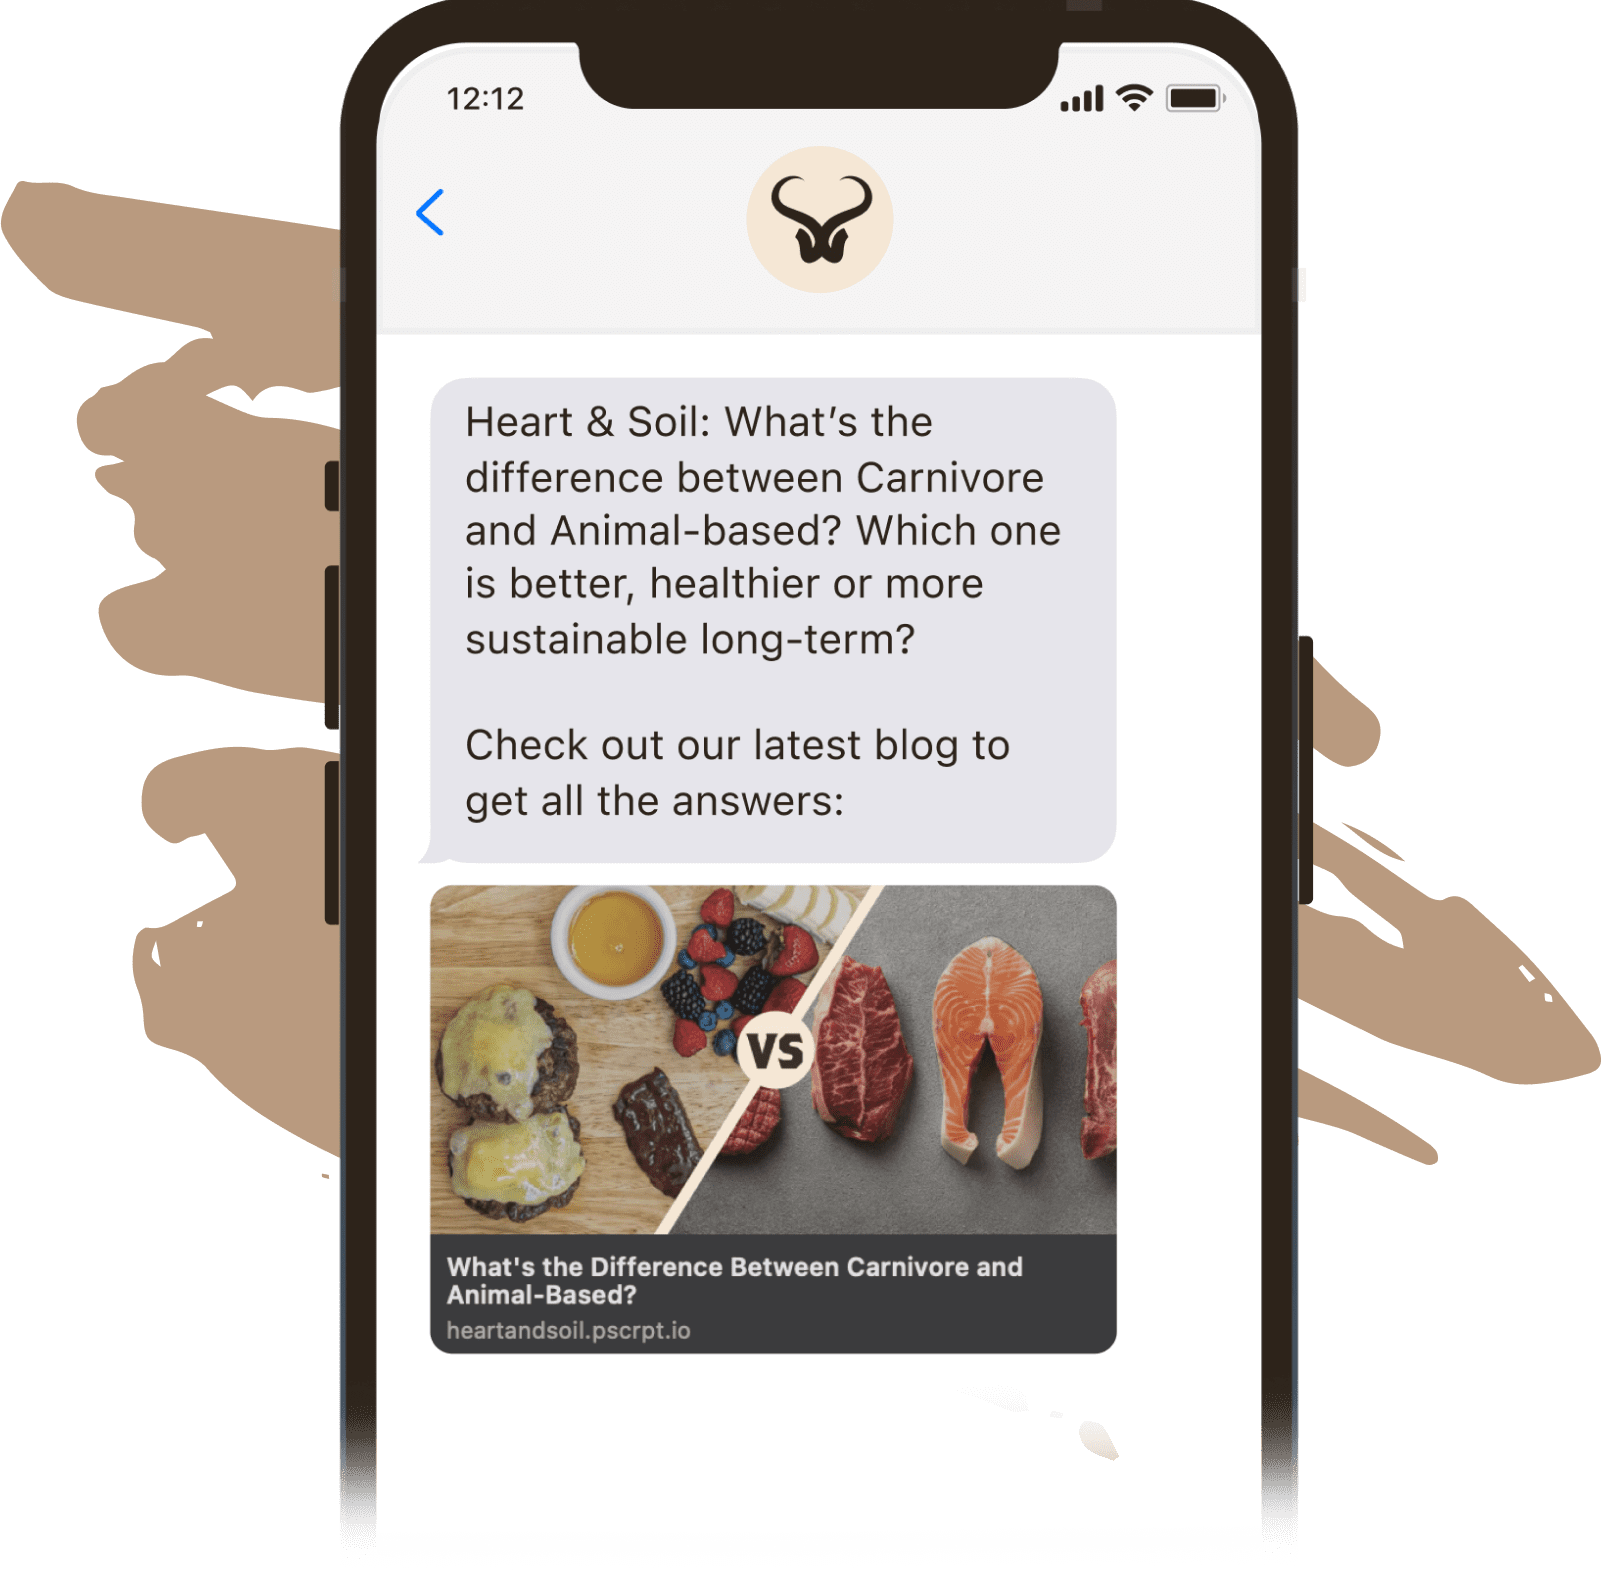 12:12
Heart & Soil: What’s the
difference between Carnivore
and Animal-based? Which one
is better, healthier or more
sustainable long-term?
Check out our latest blog to
get all the answers:
VS
What's the Difference Between Carnivore and
Animal-Based?
heartandsoil.pscrpt.io